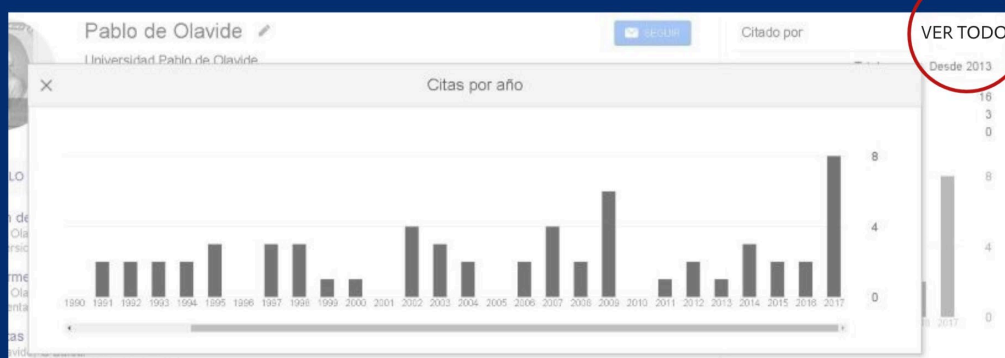 Pablo de Olavide
SEGUIR
Citado por
VER TODO
Universidad Pablo de Olavide
Desde 2013
Citas por año
16
3
0
8
4
0
1990 1991 1992 1993 1994 1995 1996 1997 1998 1999 2000 2001 2002 2003 2004 2005 2006 2007 2008 2009 2010 2011 2012 2013 2014 2015 2016 2017
8
4
0
2017